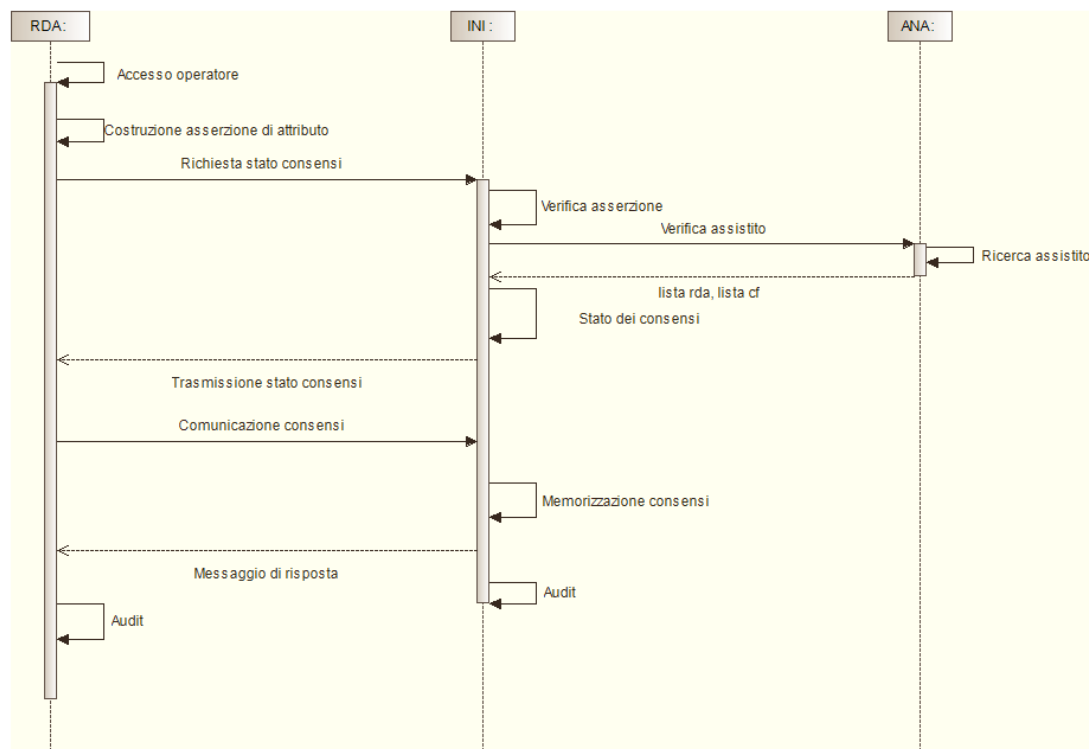 RDA:
INI :
ANA:
Accesso operatore
Costruzione asserzione di attributo
Richiesta stato consensi
Verifica asserzione
Verifica assistito
Ricerca assistito
lista rda, lista cf
Stato dei consensi
Trasmissione stato consensi
Comunicazione consensi
Memorizzazione consensi
Messaggio di risposta
Audit
Audit